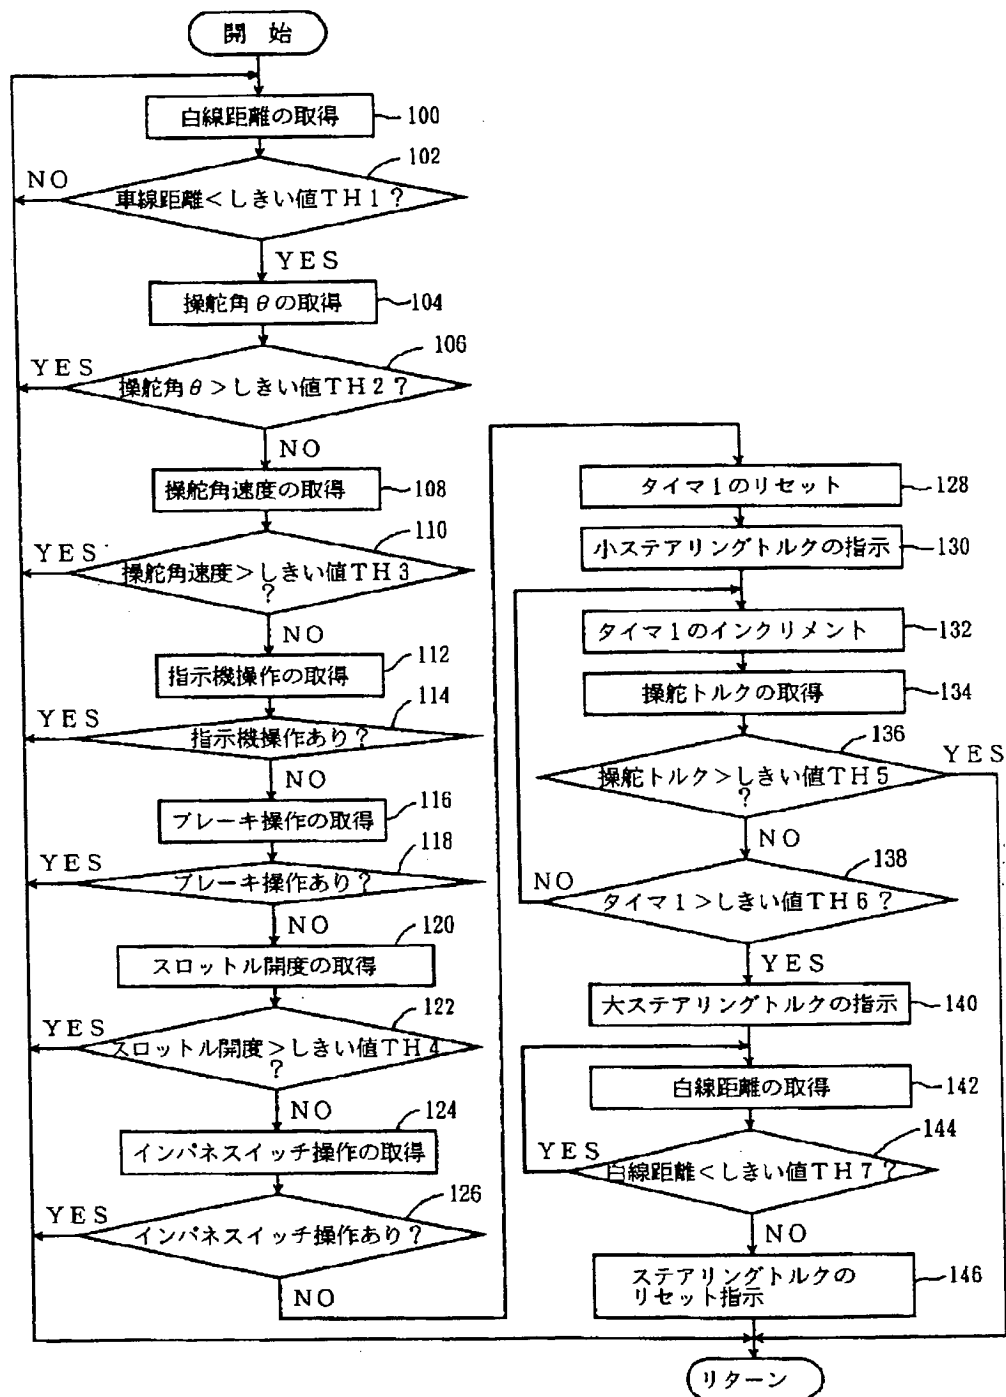 開始
白線距離の取得
100
102
NO
車線距離<しきい値TH1?
YES
操舵角θの取得
104
106
YES
操舵角θ>しきい値TH2?
NO
操舵角速度の取得
108
110
YES
操舵角速度>しきい値TH3
?
NO
指示機操作の取得
112
114
YES
指示機操作あり?
NO
ブレーキ操作の取得
116
118
YES
ブレーキ操作あり?
NO
120
スロットル開度の取得
122
YES
スロットル開度>しきい値TH4
?
NO
124
インパネスイッチ操作の取得
126
YES
インパネスイッチ操作あり?
NO
タイマ1のリセット
128
小ステアリングトルクの指示
130
タイマ1のインクリメント
132
操舵トルクの取得
134
136
YES
操舵トルク>しきい値TH5
?
NO
138
NO
タイマ1>しきい値TH6?
YES
大ステアリングトルクの指示
140
白線距離の取得
142
144
YES
白線距離<しきい値TH7?
NO
ステアリングトルクの
リセット指示
146
リターン